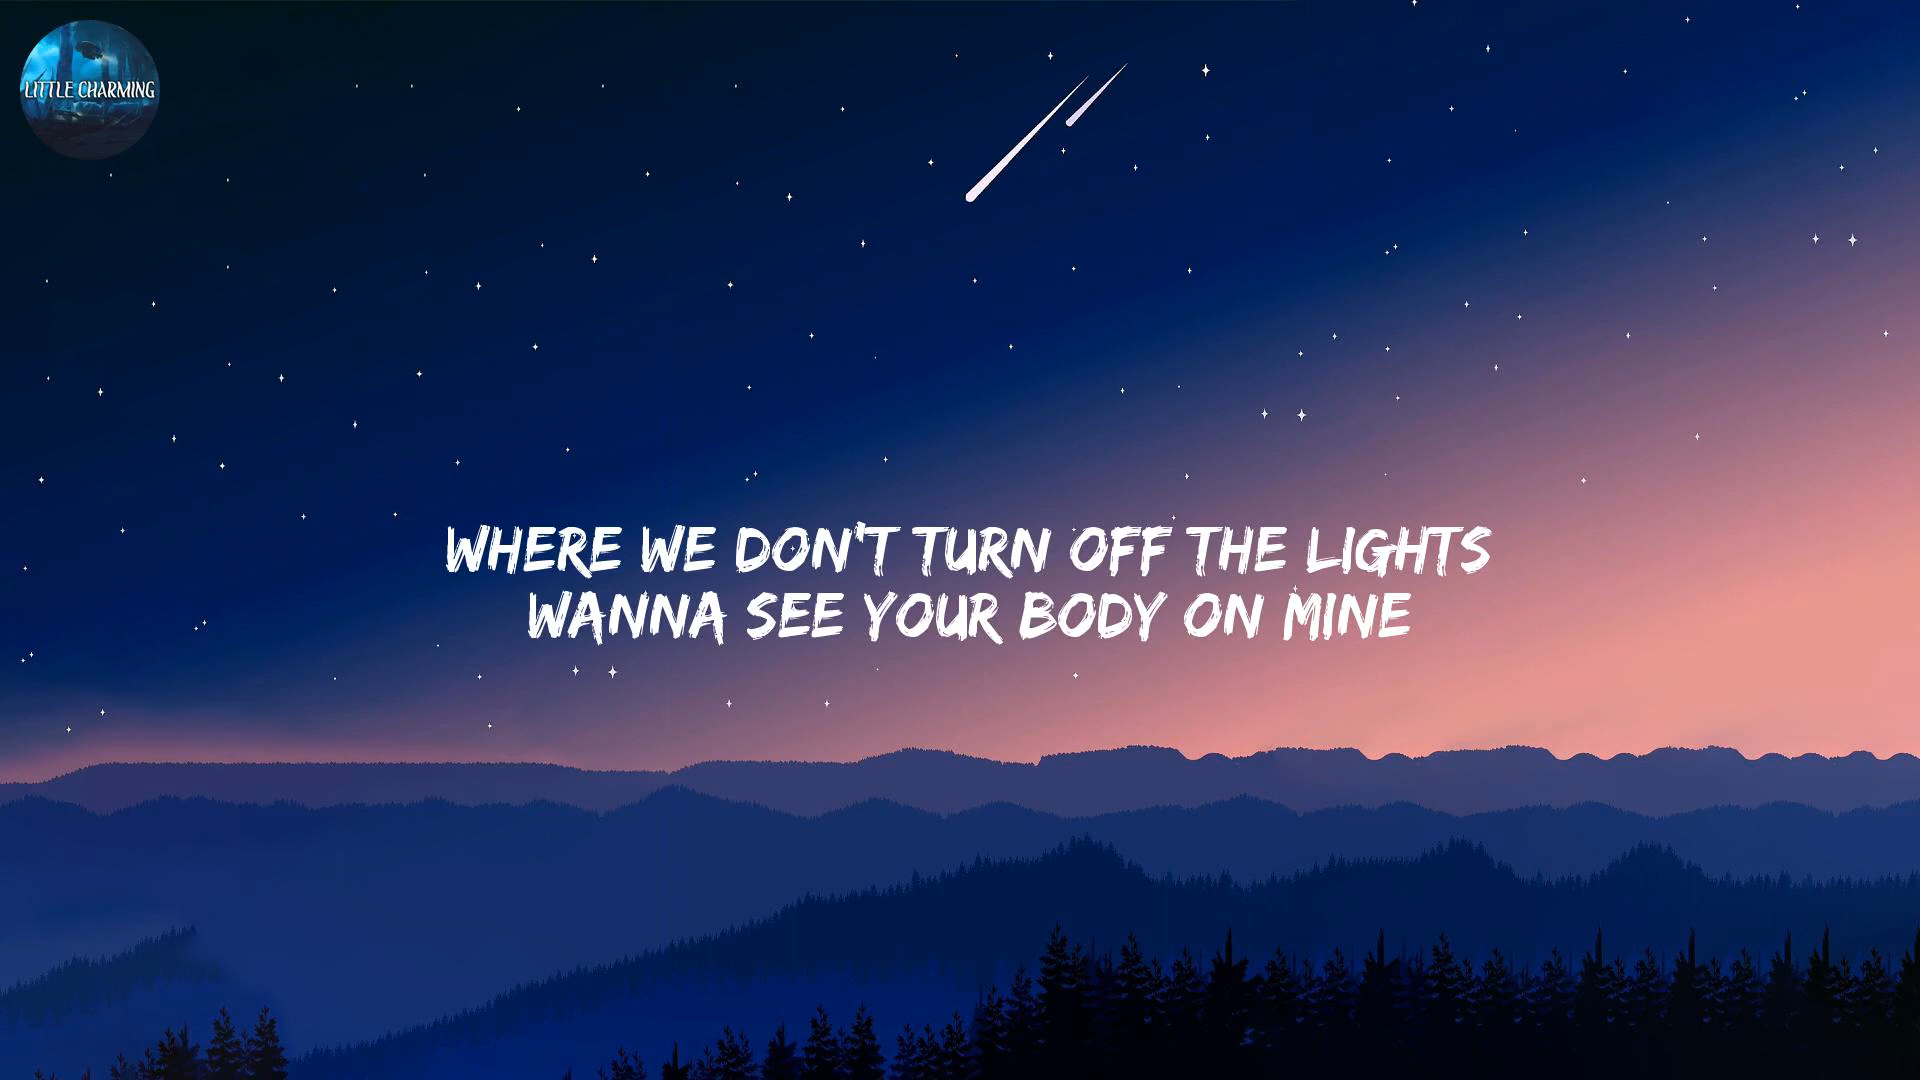 LITTLE CHARMING
WHERE WE DON'T TURN OFF THE LIGHTS
WANNA SEE YOUR BODY ON MINE